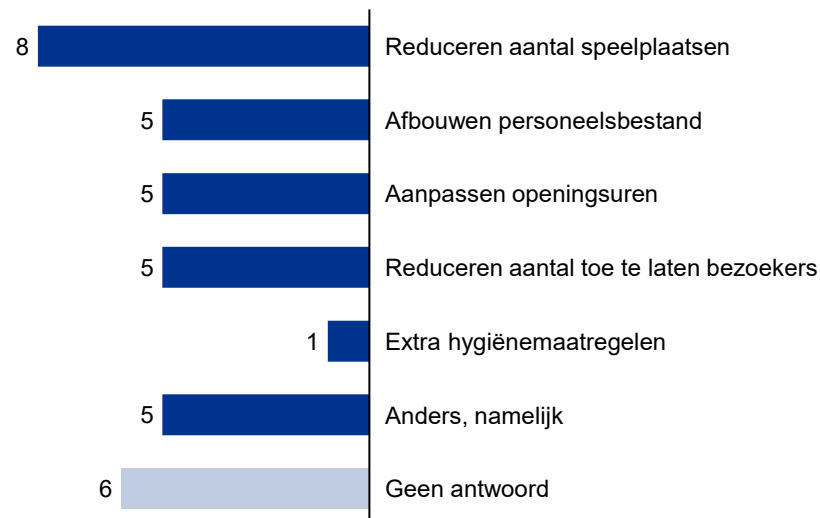 8 Reduceren aantal speelplaatsen
5 Afbouwen personeelsbestand
5 Aanpassen openingsuren
5 Reduceren aantal toe te laten bezoekers
1 Extra hygiënemaatregelen
5 Anders, namelijk
6 Geen antwoord